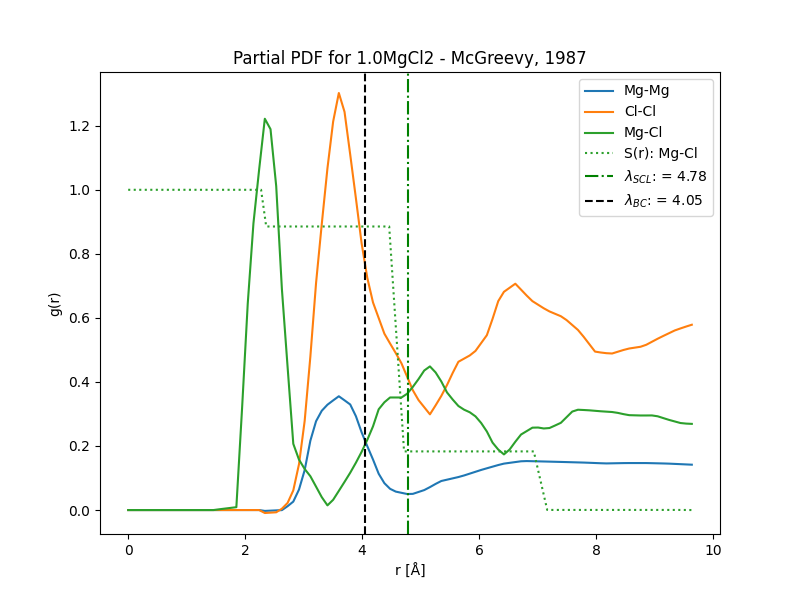 Partial PDF for 1.0MgCl2 - McGreevy, 1987
Mg-Mg
Cl-Cl
Mg-Cl
S(r): Mg-Cl
λSCL: = 4.78
λBC: = 4.05
g(r)
1.2
1.0
0.8
0.6
0.4
0.2
0.0
0 2 4 6 8 10
r [Å]